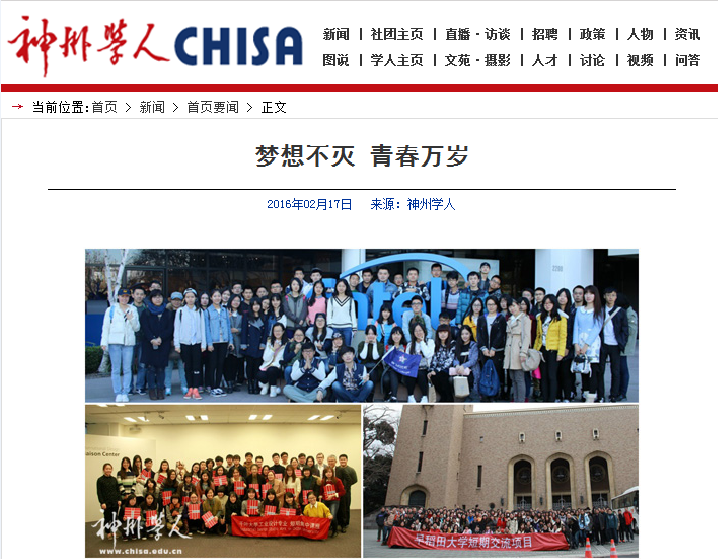 神州学人 CHISA
新闻 | 社团主页 | 直播·访谈 | 招聘 | 政策 | 人物 | 资讯
图说 | 学人主页 | 文苑·摄影 | 人才 | 讨论 | 视频 | 问答
→ 当前位置:首页 > 新闻 > 首页要闻 > 正文
梦想不灭 青春万岁
2016年02月17日 来源：神州学人
intel
aison Center
神州学人
www.chisa.edu.cn
早稻田大学短期交流项目